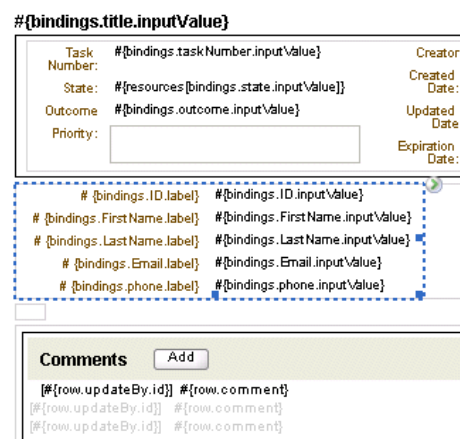 #{bindings.title.inputValue}
Task Number: #{bindings.taskNumber.inputValue} Creator
State: #{resources[bindings.state.inputValue]} Created Date:
Outcome #{bindings.outcome.inputValue} Updated Date
Priority: Expiration Date:
# {bindings.ID.label} #{bindings.ID.inputValue}
# {bindings.FirstName.label} #{bindings.FirstName.inputValue}
# {bindings.LastName.label} #{bindings.LastName.inputValue}
# {bindings.Email.label} #{bindings.Email.inputValue}
# {bindings.phone.label} #{bindings.phone.inputValue}
Comments Add
[#{row.updateBy.id}] #{row.comment}
[#{row.updateBy.id}] #{row.comment}
[#{row.updateBy.id}] #{row.comment}